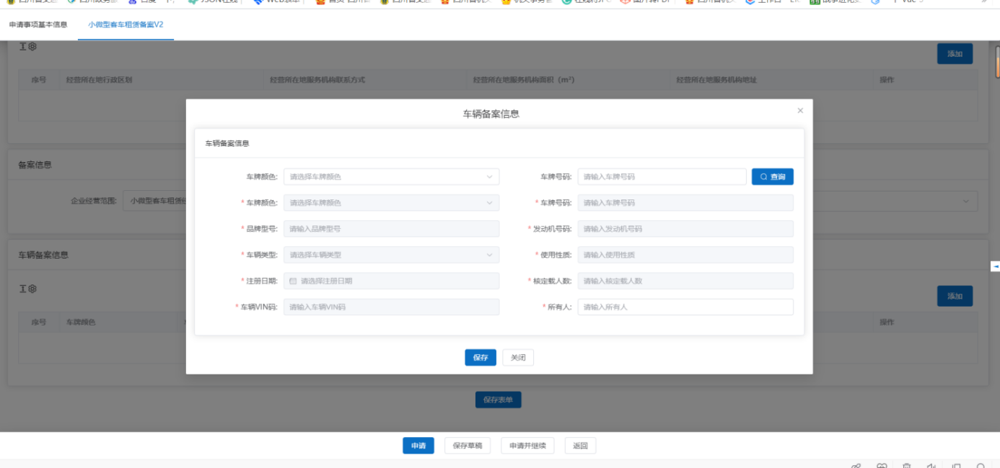 申请事项基本信息 小微型客车租赁备案V2
添加
序号 经营所在地行政区划 经营所在地服务机构联系方式 经营所在地服务机构面积（m²） 经营所在地服务机构地址 操作
备案信息
企业经营范围: 小微型客车租赁
车辆备案信息
添加
序号 车牌颜色 操作
车辆备案信息
车辆备案信息
车牌颜色: 请选择车牌颜色 车牌号码: 请输入车牌号码 查询
* 车牌颜色: 请选择车牌颜色 * 车牌号码: 请输入车牌号码
* 品牌型号: 请输入品牌型号 * 发动机号码: 请输入发动机号码
* 车辆类型: 请选择车辆类型 * 使用性质: 请输入使用性质
* 注册日期: 请选择注册日期 * 核定载人数: 请输入核定载人数
* 车辆VIN码: 请输入车辆VIN码 * 所有人: 请输入所有人
保存 关闭
保存表单
申请 保存草稿 申请并继续 返回